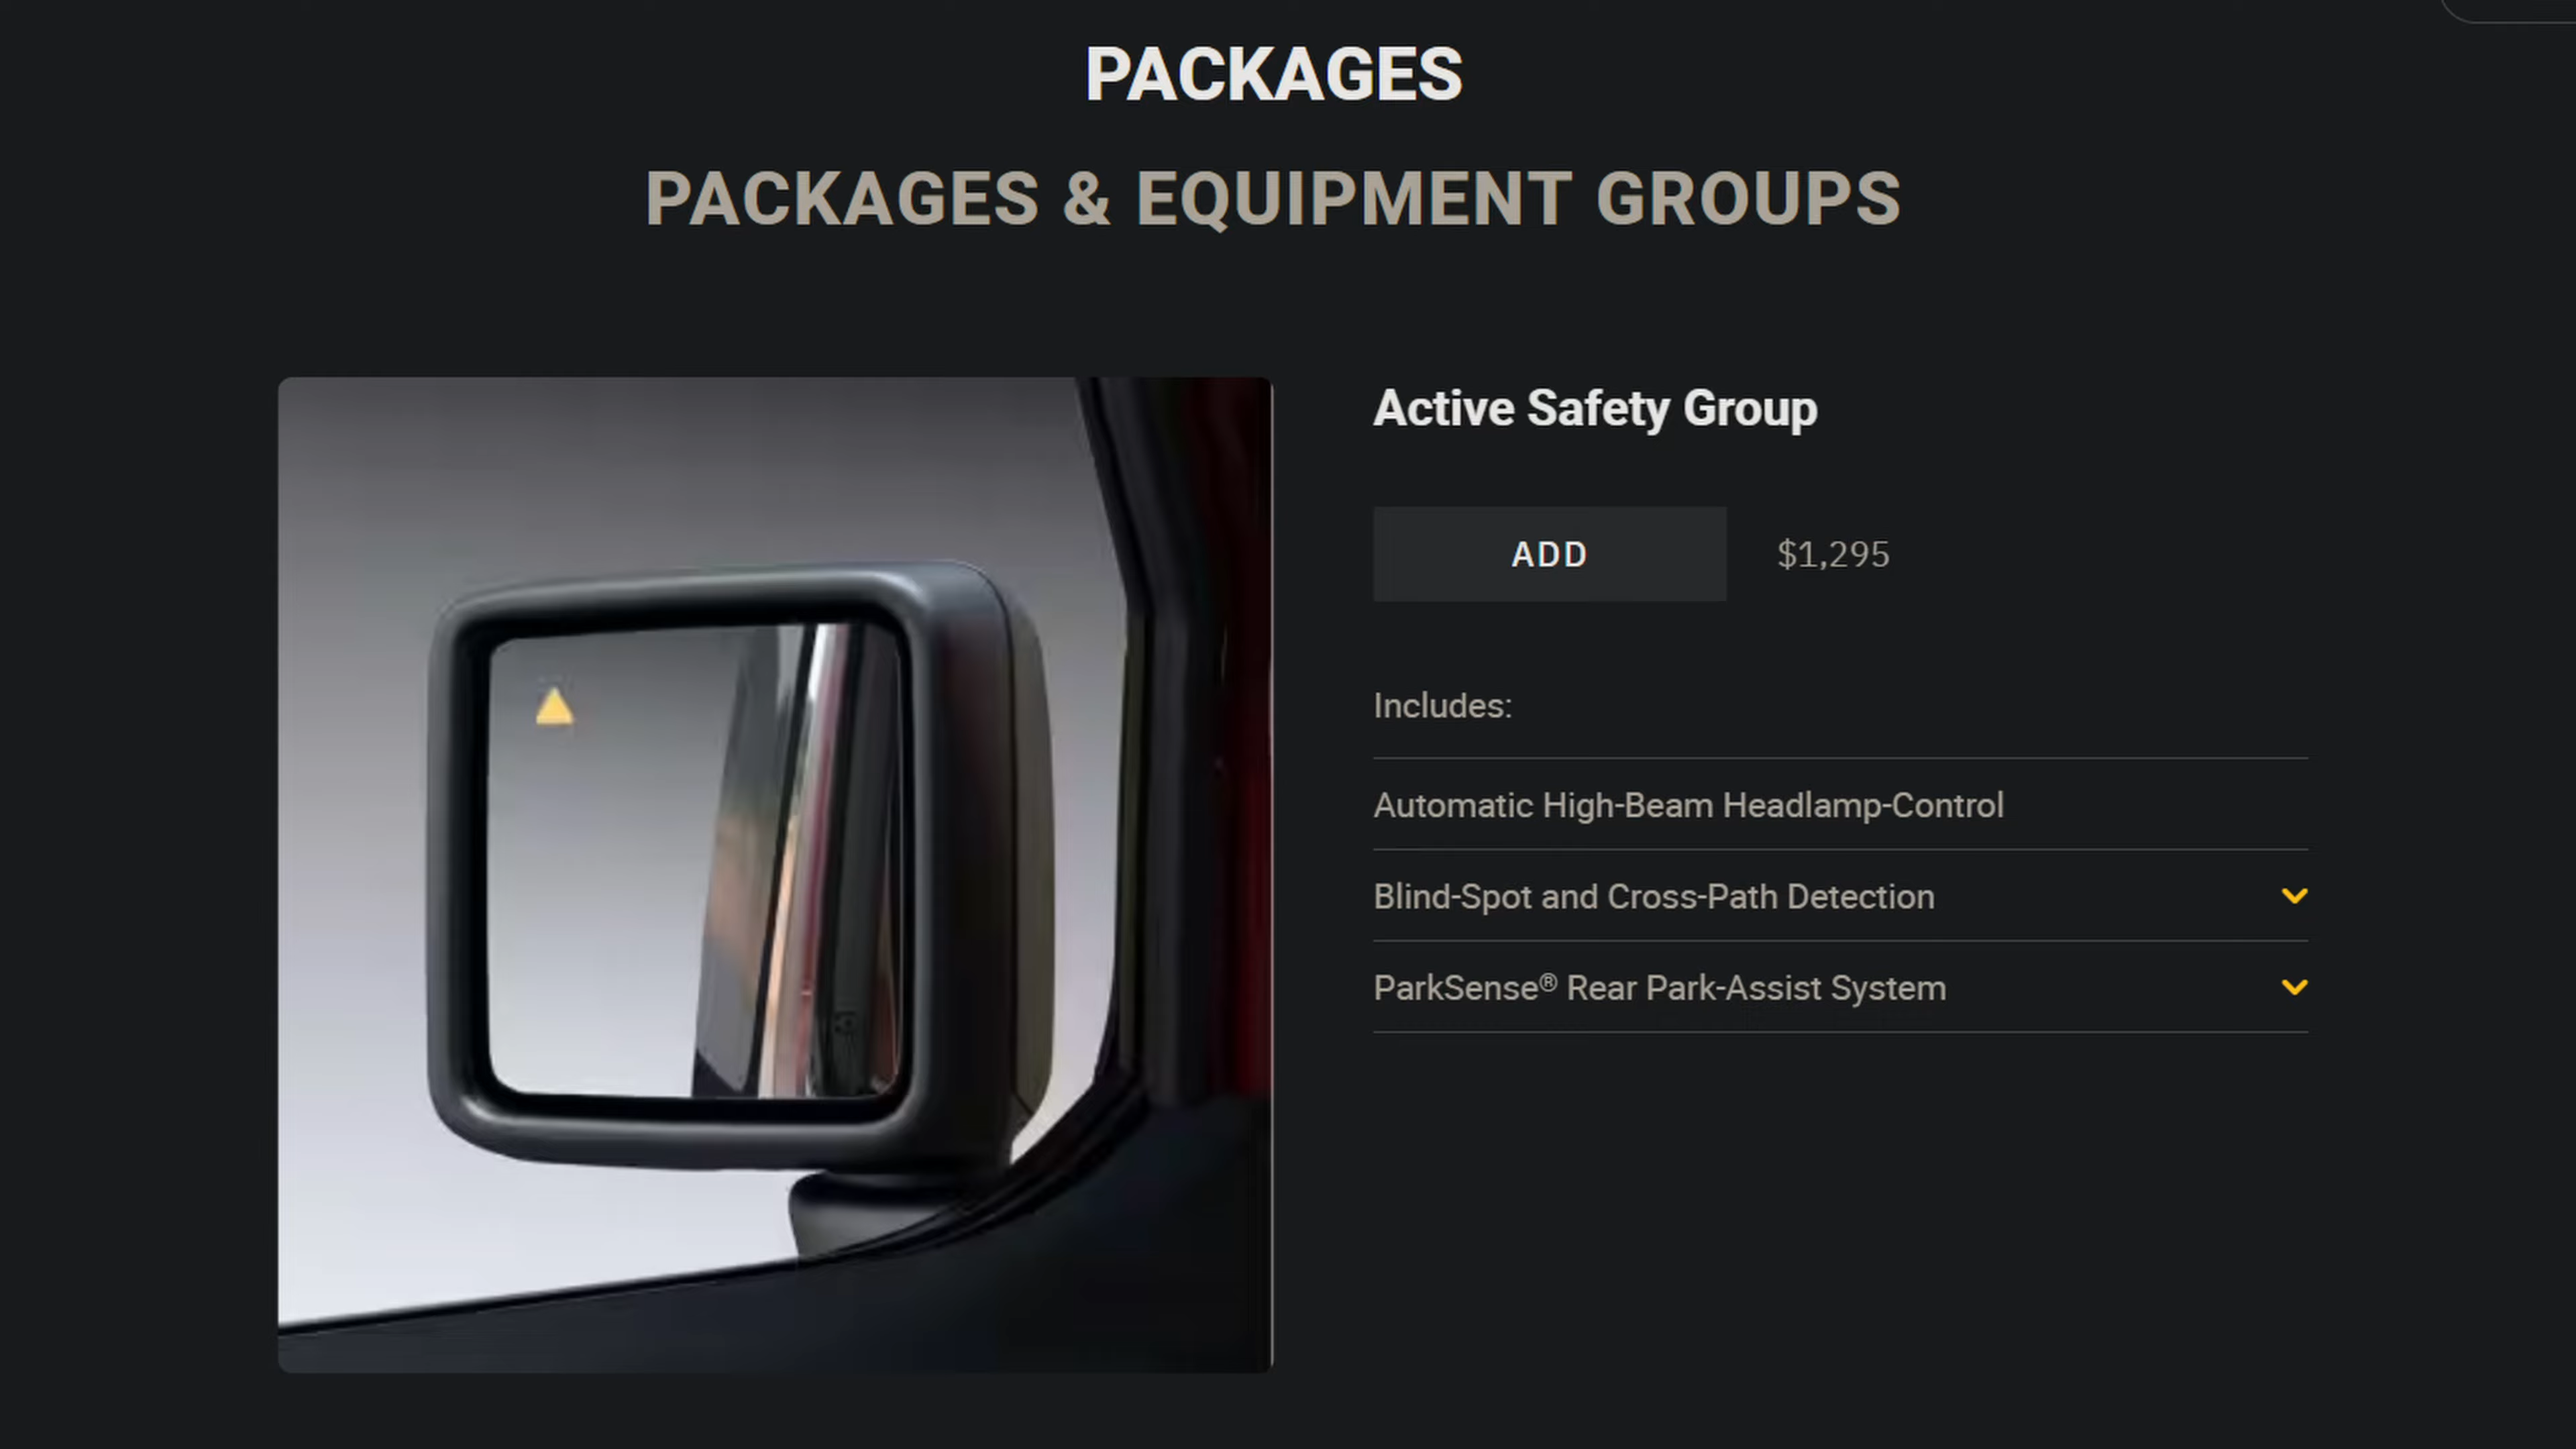 PACKAGES
PACKAGES & EQUIPMENT GROUPS
Active Safety Group
ADD
$1,295
Includes:
Automatic High-Beam Headlamp-Control
Blind-Spot and Cross-Path Detection
ParkSense® Rear Park-Assist System